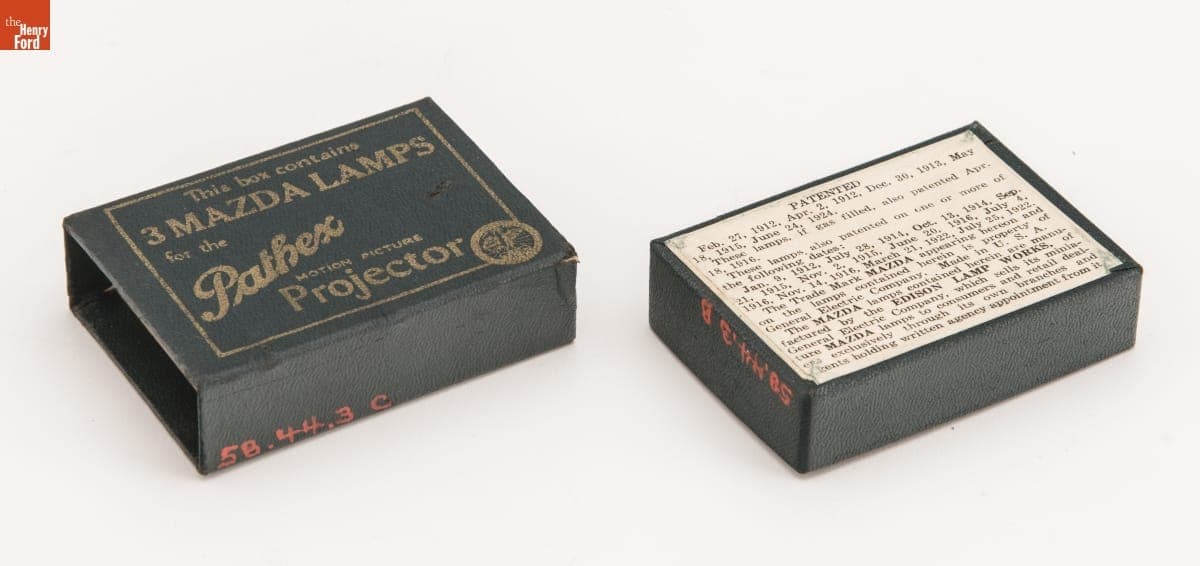 the
Henry
Ford
This box contains
3 MAZDA LAMPS
for the
Pathex
MOTION PICTURE
Projector
58.44.3 C
PATENTED
Feb. 27, 1912, Apr. 2, 1912, Dec. 30, 1913, May
18, 1915, June 24, 1924.
These lamps, if gas filled, also patented Apr.
18, 1916.
These lamps also patented on one or more of
the following dates:
Jan. 9, 1912, July 28, 1914, Oct. 13, 1914, Sep.
21, 1915, Nov. 2, 1915, June 20, 1916, July 4,
1916, Nov. 14, 1916, March 21, 1922, July 25, 1922.
The Trade Mark MAZDA appearing hereon and
on the lamps contained herein is property of
General Electric Company. Made in U. S. A.
The MAZDA lamps contained herein are manu-
factured by the EDISON LAMP WORKS, of
General Electric Company, which sells its minia-
ture MAZDA lamps to consumers and retail deal-
ers exclusively through its own branches and
agents holding written agency appointment from i
58.44.3 B